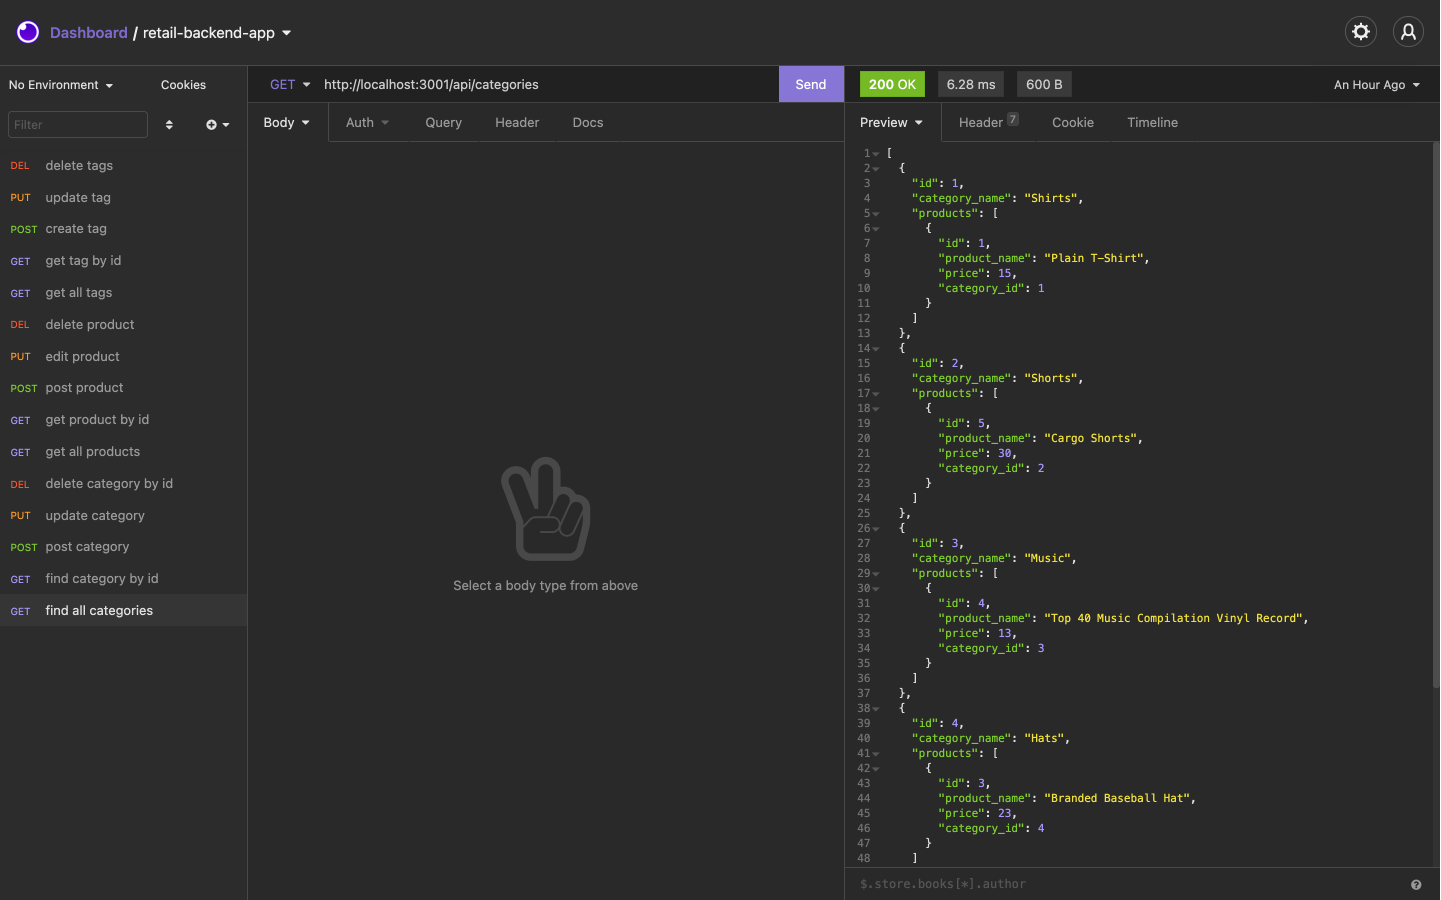 Dashboard / retail-backend-app
No Environment
Cookies
Filter
DEL delete tags
PUT update tag
POST create tag
GET get tag by id
GET get all tags
DEL delete product
PUT edit product
POST post product
GET get product by id
GET get all products
DEL delete category by id
PUT update category
POST post category
GET find category by id
GET find all categories
GET http://localhost:3001/api/categories Send
Body Auth Query Header Docs
Select a body type from above
200 OK 6.28 ms 600 B An Hour Ago
Preview Header 7 Cookie Timeline
1 [
2 {
3 "id": 1,
4 "category_name": "Shirts",
5 "products": [
6 {
7 "id": 1,
8 "product_name": "Plain T-Shirt",
9 "price": 15,
10 "category_id": 1
11 }
12 ]
13 },
14 {
15 "id": 2,
16 "category_name": "Shorts",
17 "products": [
18 {
19 "id": 5,
20 "product_name": "Cargo Shorts",
21 "price": 30,
22 "category_id": 2
23 }
24 ]
25 },
26 {
27 "id": 3,
28 "category_name": "Music",
29 "products": [
30 {
31 "id": 4,
32 "product_name": "Top 40 Music Compilation Vinyl Record",
33 "price": 13,
34 "category_id": 3
35 }
36 ]
37 },
38 {
39 "id": 4,
40 "category_name": "Hats",
41 "products": [
42 {
43 "id": 3,
44 "product_name": "Branded Baseball Hat",
45 "price": 23,
46 "category_id": 4
47 }
48 ]
$.store.books[*].author